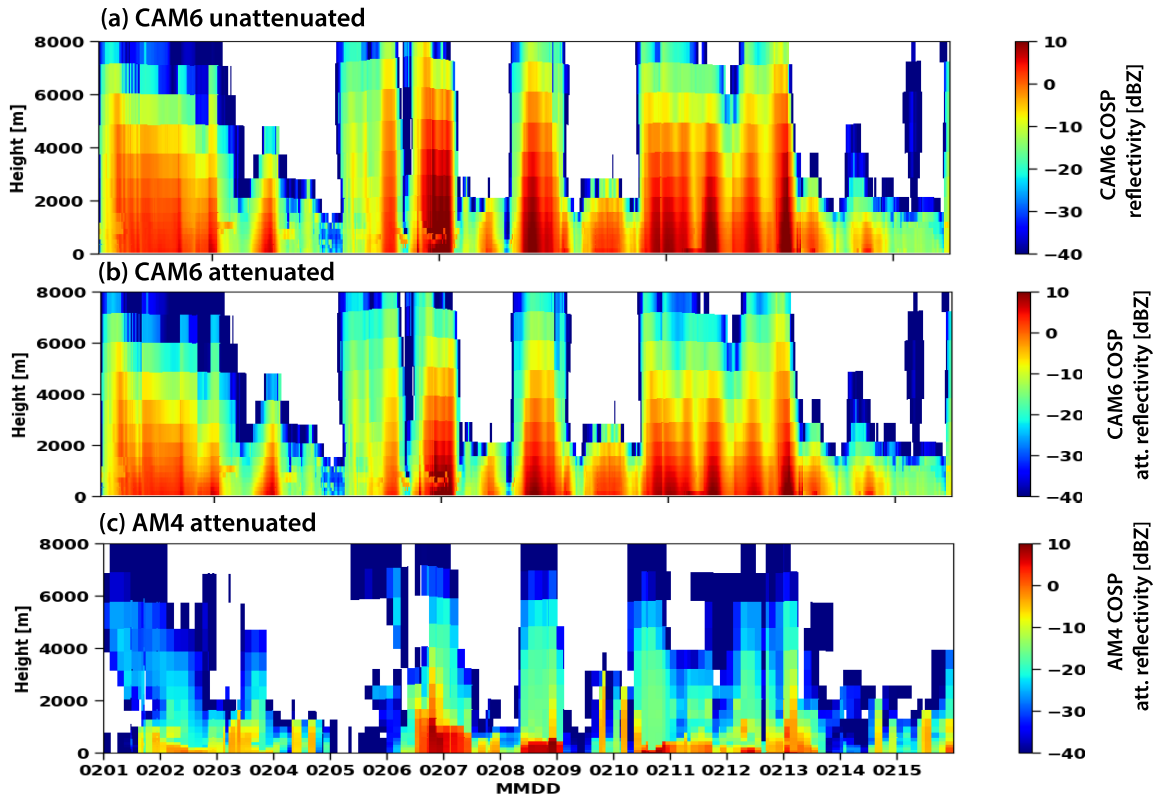 (a) CAM6 unattenuated
8000
6000
4000
2000
0
Height [m]
10
0
−10
−20
−30
−40
CAM6 COSP
reflectivity [dBZ]
(b) CAM6 attenuated
8000
6000
4000
2000
0
Height [m]
10
0
−10
−20
−30
−40
CAM6 COSP
att. reflectivity [dBZ]
(c) AM4 attenuated
8000
6000
4000
2000
0
Height [m]
0201 0202 0203 0204 0205 0206 0207 0208 0209 0210 0211 0212 0213 0214 0215
MMDD
10
0
−10
−20
−30
−40
AM4 COSP
att. reflectivity [dBZ]